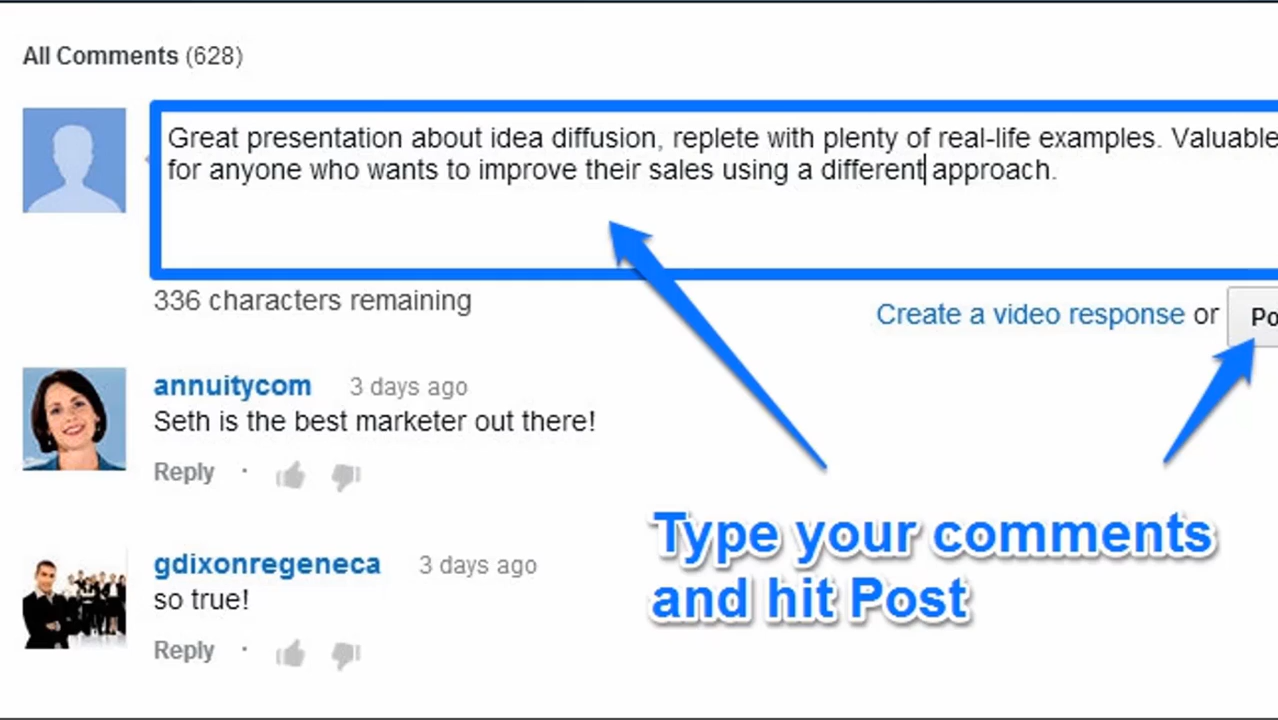 All Comments (628)
Great presentation about idea diffusion, replete with plenty of real-life examples. Valuable
for anyone who wants to improve their sales using a different approach.
336 characters remaining
Create a video response or Po
annuitycom 3 days ago
Seth is the best marketer out there!
Reply ·
gdixonregeneca 3 days ago
so true!
Reply ·
Type your comments
and hit Post